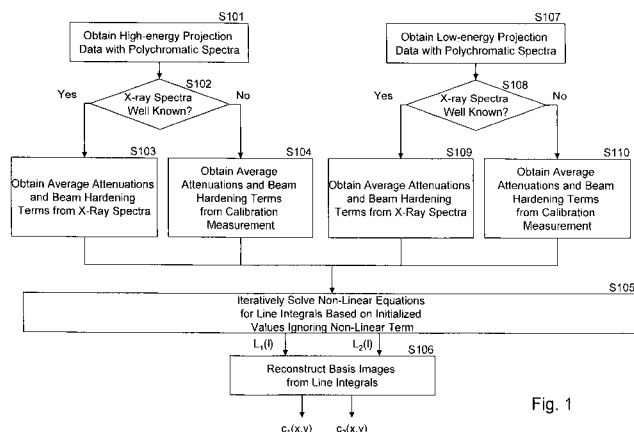 S101
Obtain High-energy Projection
Data with Polychromatic Spectra
S107
Obtain Low-energy Projection
Data with Polychromatic Spectra
S102
Yes
X-ray Spectra
Well Known?
No
S108
Yes
X-ray Spectra
Well Known?
No
S103
Obtain Average Attenuations
and Beam Hardening
Terms from X-Ray Spectra
S104
Obtain Average
Attenuations and Beam
Hardening Terms
from Calibration
Measurement
S109
Obtain Average Attenuations
and Beam Hardening
Terms from X-Ray Spectra
S110
Obtain Average
Attenuations and Beam
Hardening Terms
from Calibration
Measurement
S105
Iteratively Solve Non-Linear Equations
for Line Integrals Based on Initialized
Values Ignoring Non-Linear Term
L₁(l)
L₂(l)
S106
Reconstruct Basis Images
from Line Integrals
c₁(x,y)
c₂(x,y)
Fig. 1